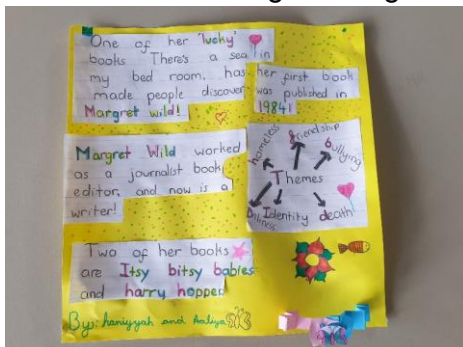 One of her 'lucky'
books There's a sea in
my bed room, has
made people discover
Margret wild!
her first book
was published in
1984!
Margret Wild worked
as a journalist book
editor, and now is a
writer!
homeless
friendship
bullying
Themes
Illness
Identity
death
Two of her books
are Itsy bitsy babies
and harry hopper
By: haniyyah and Aaliya